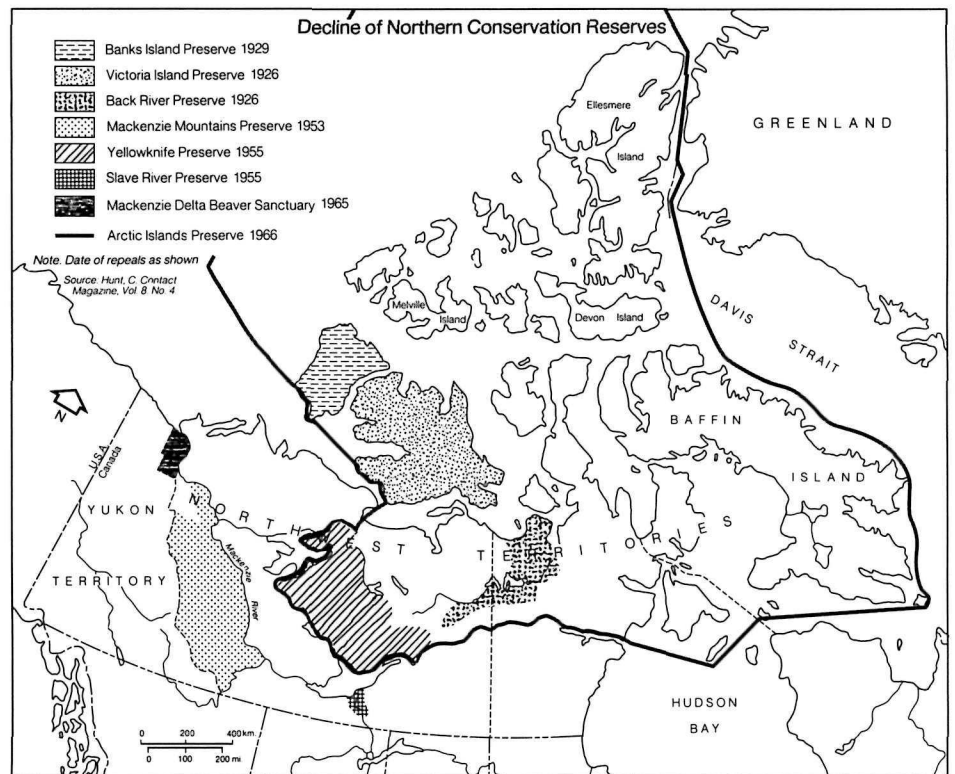 Decline of Northern Conservation Reserves
Banks Island Preserve 1929
Victoria Island Preserve 1926
Back River Preserve 1926
Mackenzie Mountains Preserve 1953
Yellowknife Preserve 1955
Slave River Preserve 1955
Mackenzie Delta Beaver Sanctuary 1965
Arctic Islands Preserve 1966
Note. Date of repeals as shown
Source: Hunt, C. Contact
Magazine, Vol. 8. No. 4
Ellesmere
Island
GREENLAND
Melville
Island
Devon Island
DAVIS
STRAIT
BAFFIN
ISLAND
N
U.S.A.
Canada
YUKON
TERRITORY
NORTHWEST TERRITORIES
Mackenzie
River
HUDSON
BAY
0 200 400 km.
0 100 200 mi